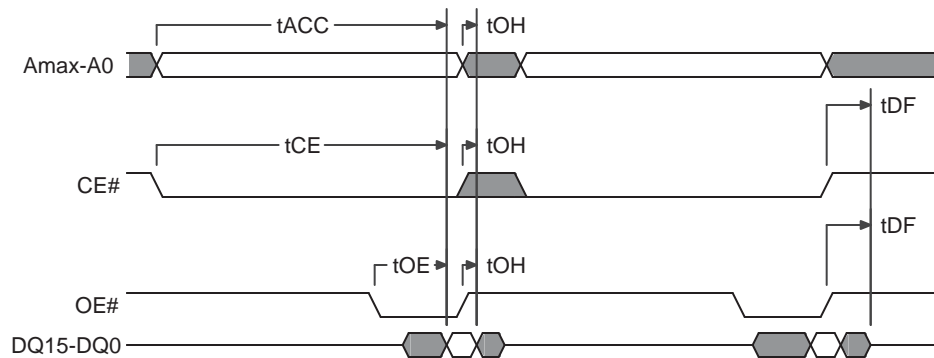 tACC tOH
Amax-A0
tDF
tCE tOH
CE#
tDF
tOE tOH
OE#
DQ15-DQ0